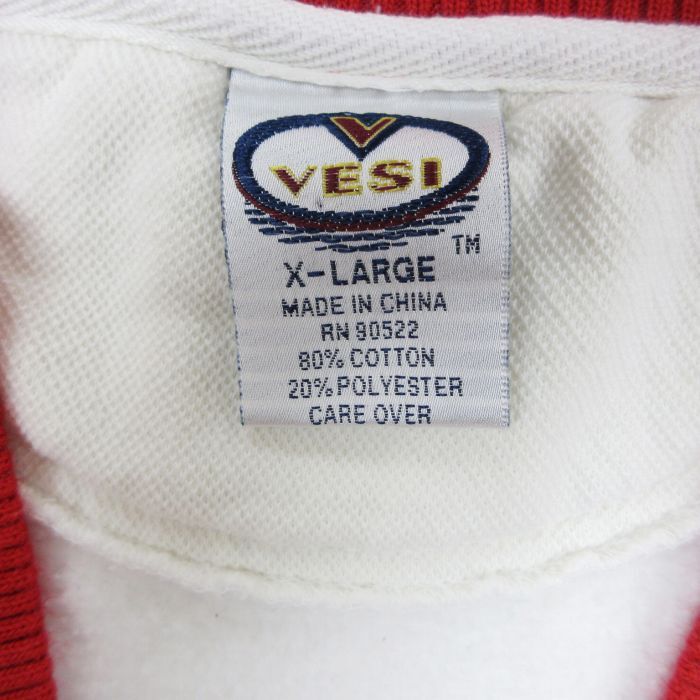 V
VESI
TM
X-LARGE
MADE IN CHINA
RN 90522
80% COTTON
20% POLYESTER
CARE OVER